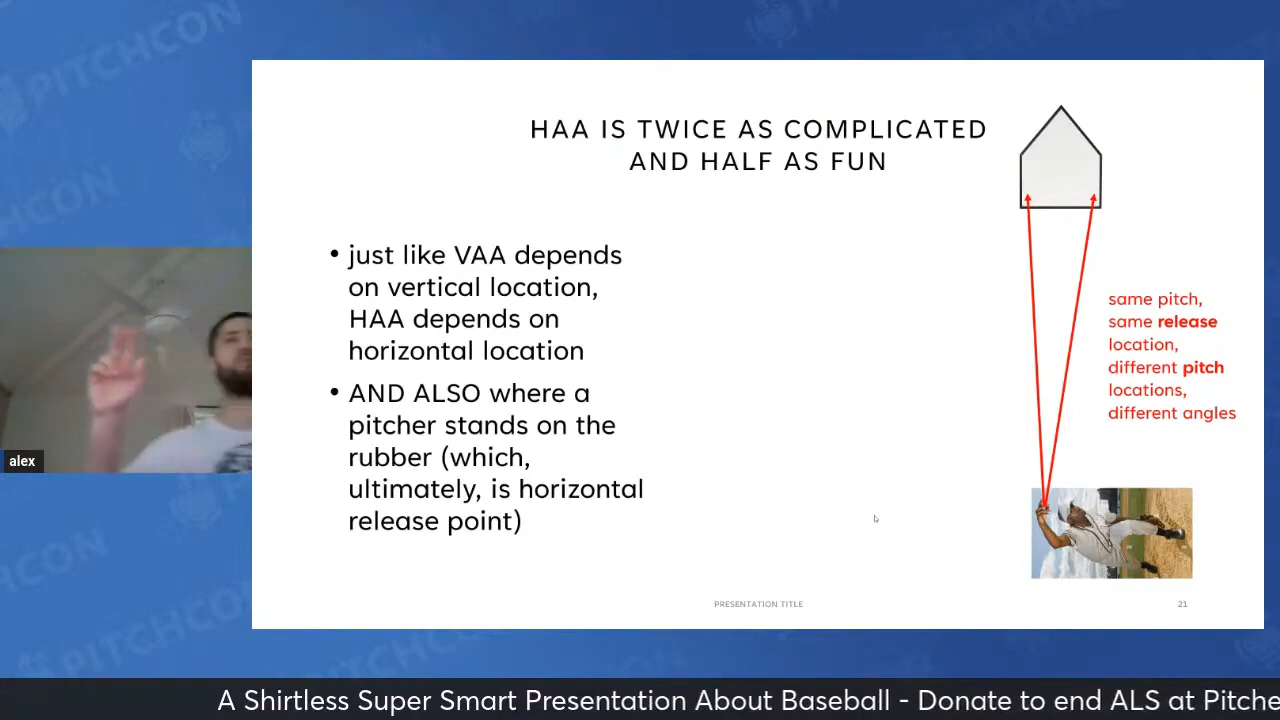 HAA IS TWICE AS COMPLICATED
AND HALF AS FUN
• just like VAA depends
on vertical location,
HAA depends on
horizontal location
• AND ALSO where a
pitcher stands on the
rubber (which,
ultimately, is horizontal
release point)
same pitch,
same release
location,
different pitch
locations,
different angles
PRESENTATION TITLE
21
alex
PITCHCON
PITCHCON
PITCHCON
A Shirtless Super Smart Presentation About Baseball - Donate to end ALS at Pitche